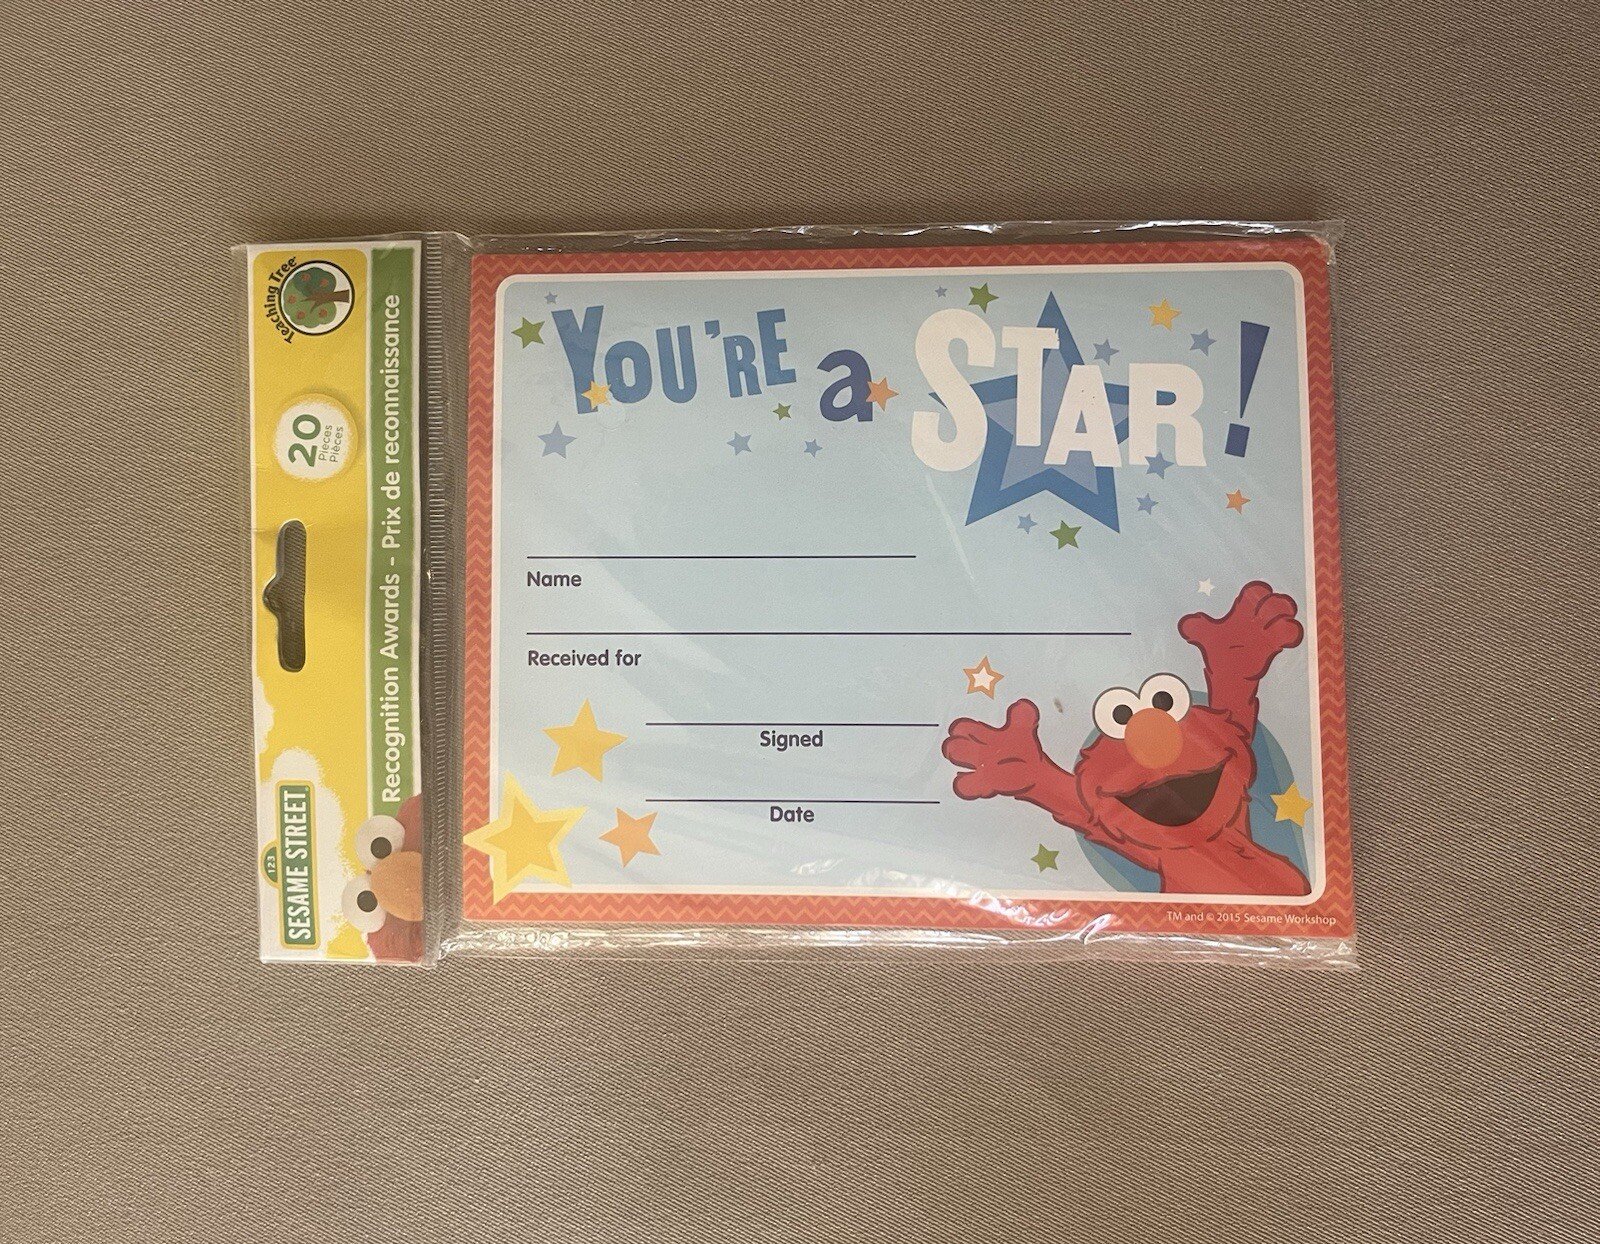 Teaching Tree
20
Pieces
Pièces
Recognition Awards - Prix de reconnaissance
123
SESAME STREET
YOU'RE a STAR!
Name
Received for
Signed
Date
TM and © 2015 Sesame Workshop